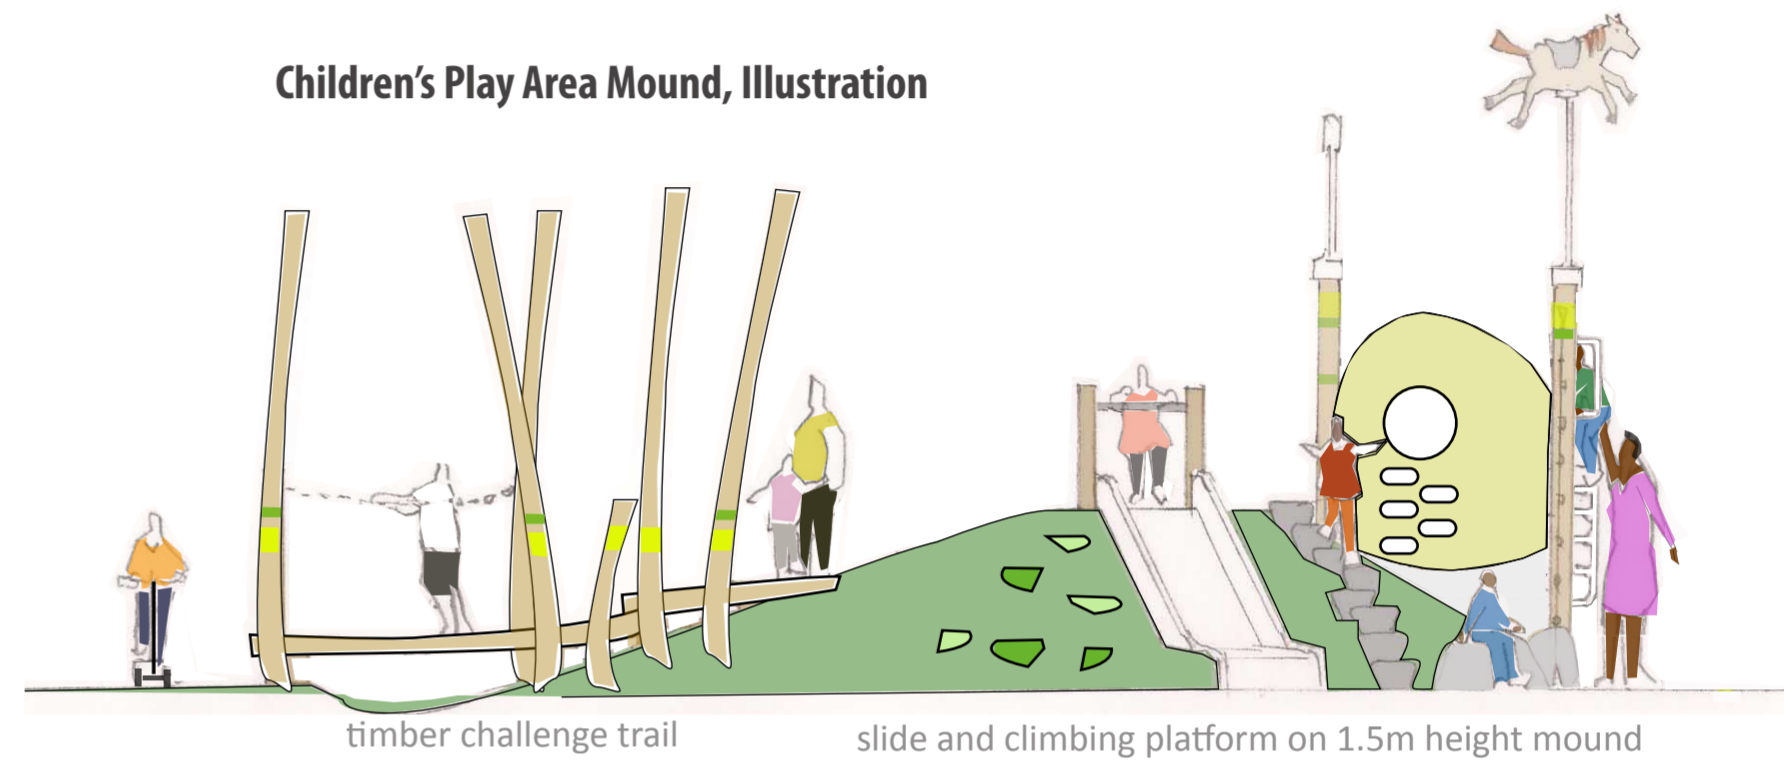 Children's Play Area Mound, Illustration
timber challenge trail
slide and climbing platform on 1.5m height mound